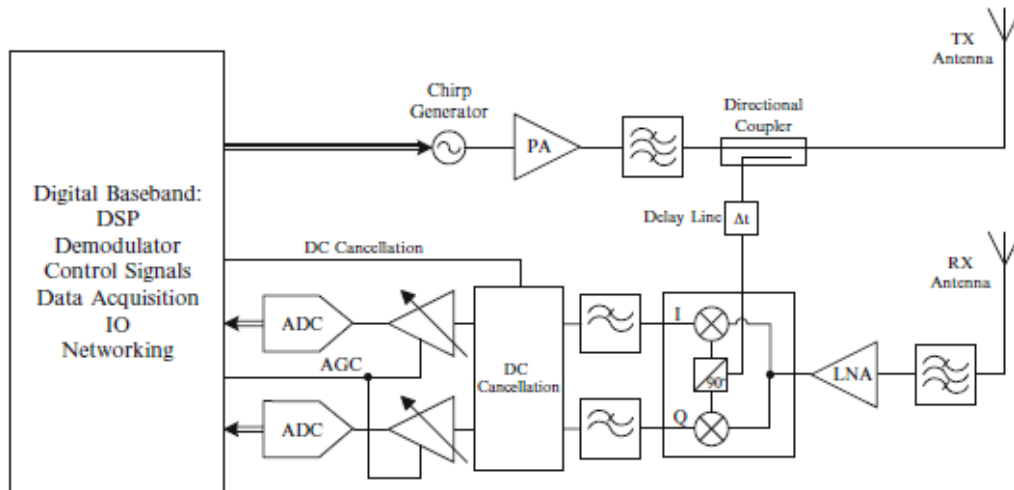 TX
Antenna
Chirp
Generator
Directional
Coupler
PA
Digital Baseband:
DSP
Demodulator
Control Signals
Data Acquisition
IO
Networking
Delay Line
Δt
DC Cancellation
RX
Antenna
ADC
I
AGC
DC
Cancellation
90
LNA
ADC
Q